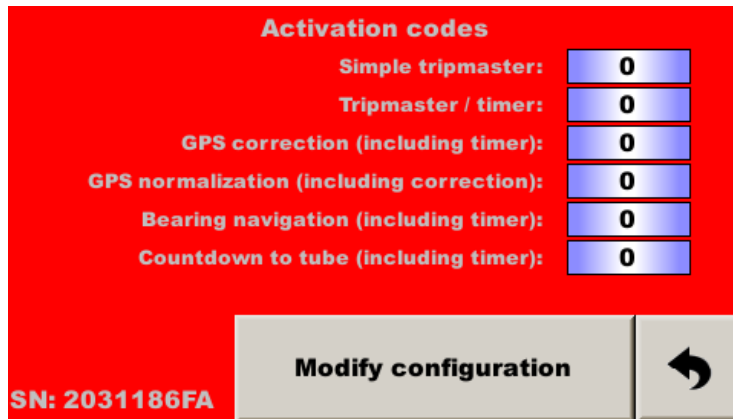 Activation codes
Simple tripmaster: 0
Tripmaster / timer: 0
GPS correction (including timer): 0
GPS normalization (including correction): 0
Bearing navigation (including timer): 0
Countdown to tube (including timer): 0
Modify configuration
SN: 2031186FA